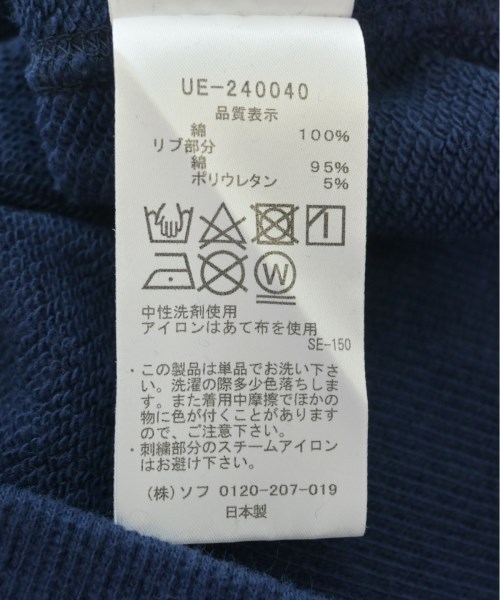 UE-240040
品質表示
綿 100%
リブ部分
綿 95%
ポリウレタン 5%
W
中性洗剤使用
アイロンはあて布を使用
SE-150
・この製品は単品でお洗い下さ
い。洗濯の際多少色落ちしま
す。また着用中摩擦でほかの
物に色が付くことがあります
ので、ご注意下さい。
・刺繍部分のスチームアイロン
はお避け下さい。
(株)ソフ 0120-207-019
日本製